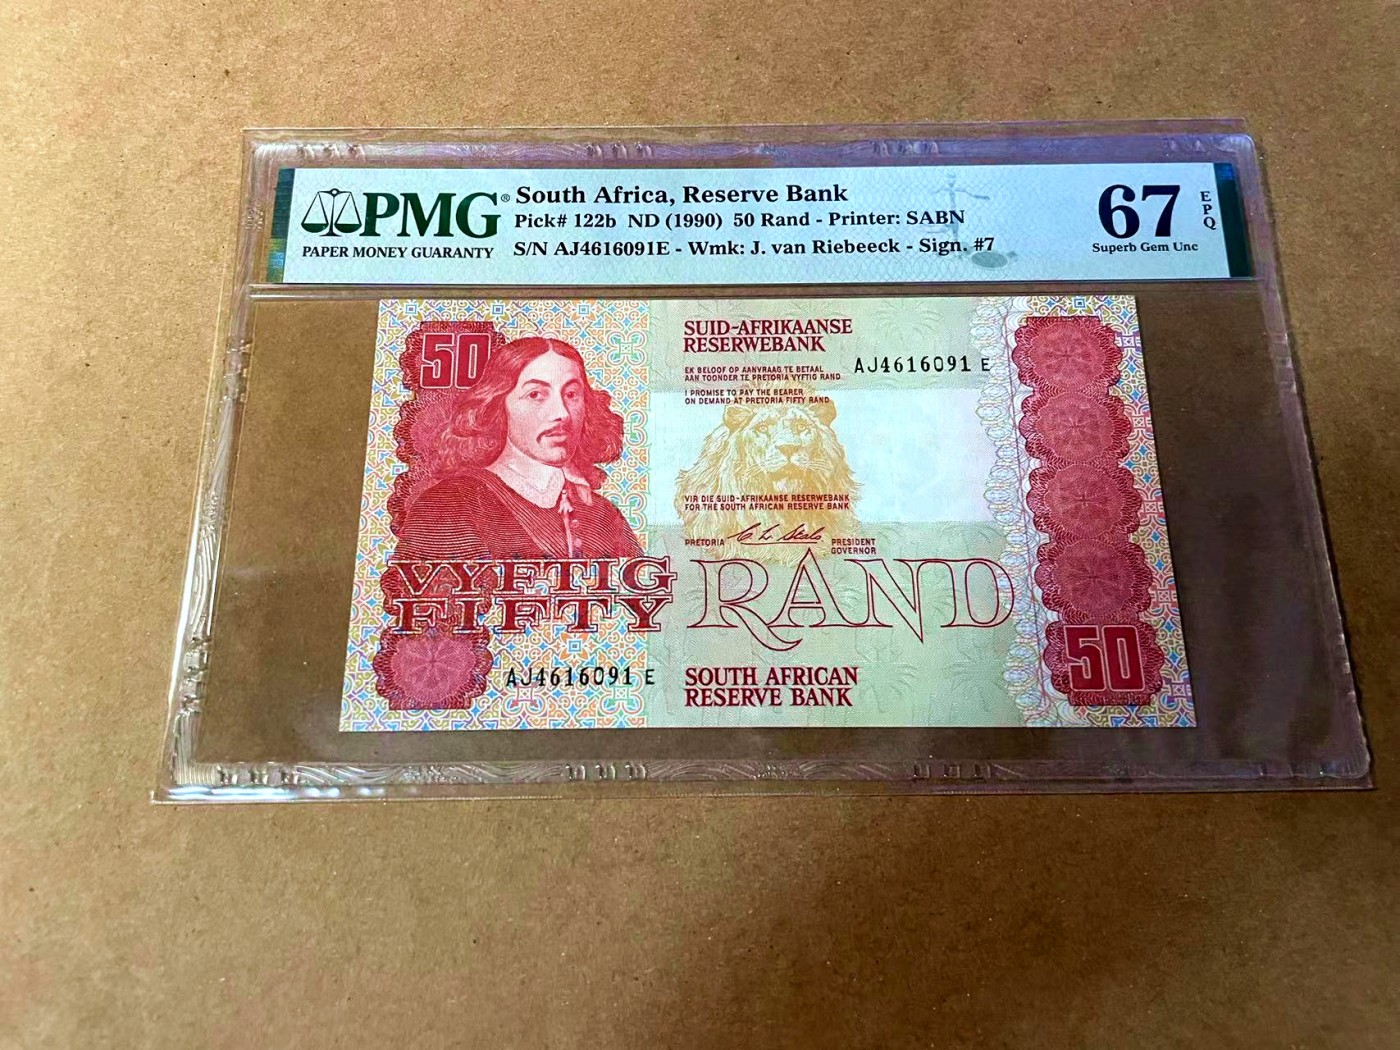 PMG®
PAPER MONEY GUARANTY
South Africa, Reserve Bank
Pick# 122b ND (1990) 50 Rand - Printer: SABN
S/N AJ4616091E - Wmk: J. van Riebeeck - Sign. #7
67
EPQ
Superb Gem Unc
50
SUID-AFRIKAANSE
RESERWEBANK
EK BELOOF OP AANVRAAG TE BETAAL
AAN TOONDER TE PRETORIA VYFTIG RAND
AJ4616091 E
I PROMISE TO PAY THE BEARER
ON DEMAND AT PRETORIA FIFTY RAND
VIR DIE SUID-AFRIKAANSE RESERWEBANK
FOR THE SOUTH AFRICAN RESERVE BANK
PRETORIA C L Stals PRESIDENT
GOVERNOR
VYFTIG
FIFTY
RAND
AJ4616091 E
SOUTH AFRICAN
RESERVE BANK
50